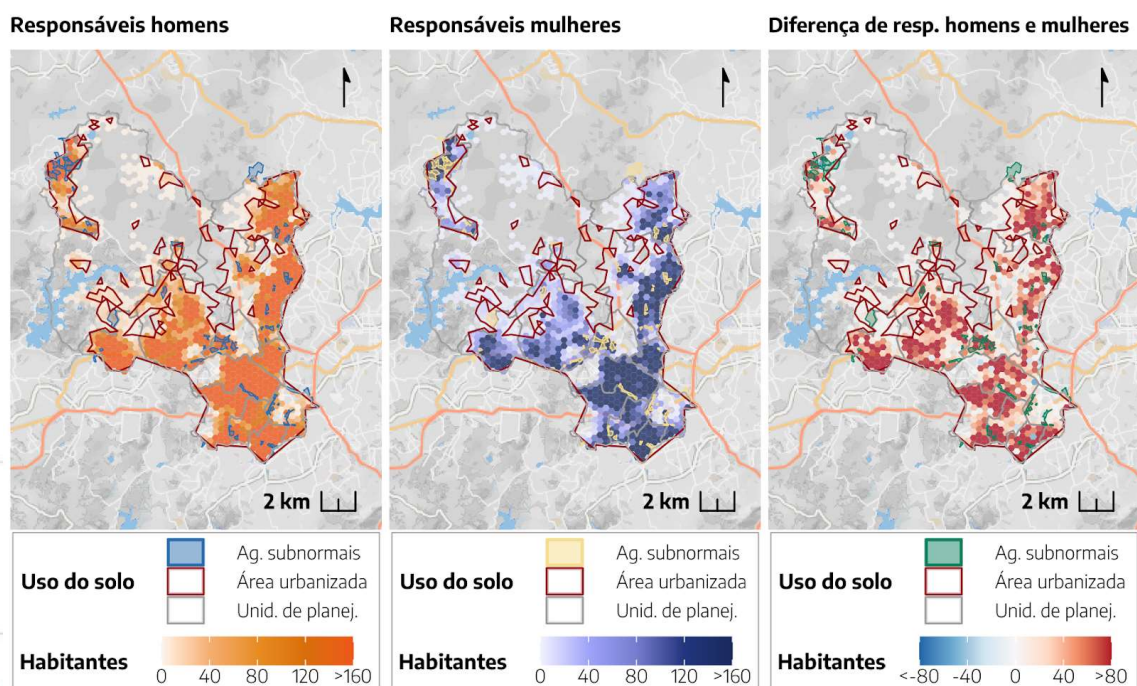 Responsáveis homens
Responsáveis mulheres
Diferença de resp. homens e mulheres
2 km
2 km
2 km
Uso do solo
Ag. subnormais
Área urbanizada
Unid. de planej.
Habitantes
0 40 80 120 >160
Uso do solo
Ag. subnormais
Área urbanizada
Unid. de planej.
Habitantes
0 40 80 120 >160
Uso do solo
Ag. subnormais
Área urbanizada
Unid. de planej.
Habitantes
<-80 -40 0 40 >80